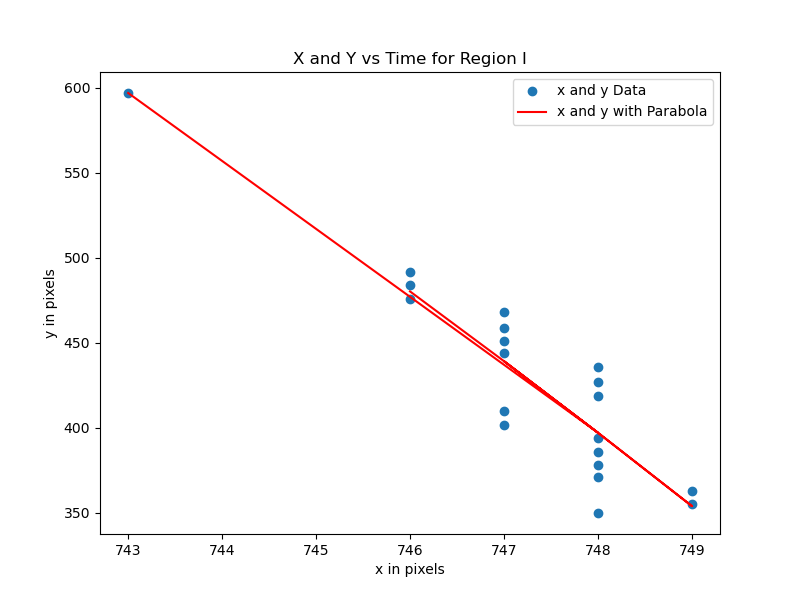 X and Y vs Time for Region I
x and y Data
x and y with Parabola
600
550
500
450
400
350
y in pixels
743 744 745 746 747 748 749
x in pixels